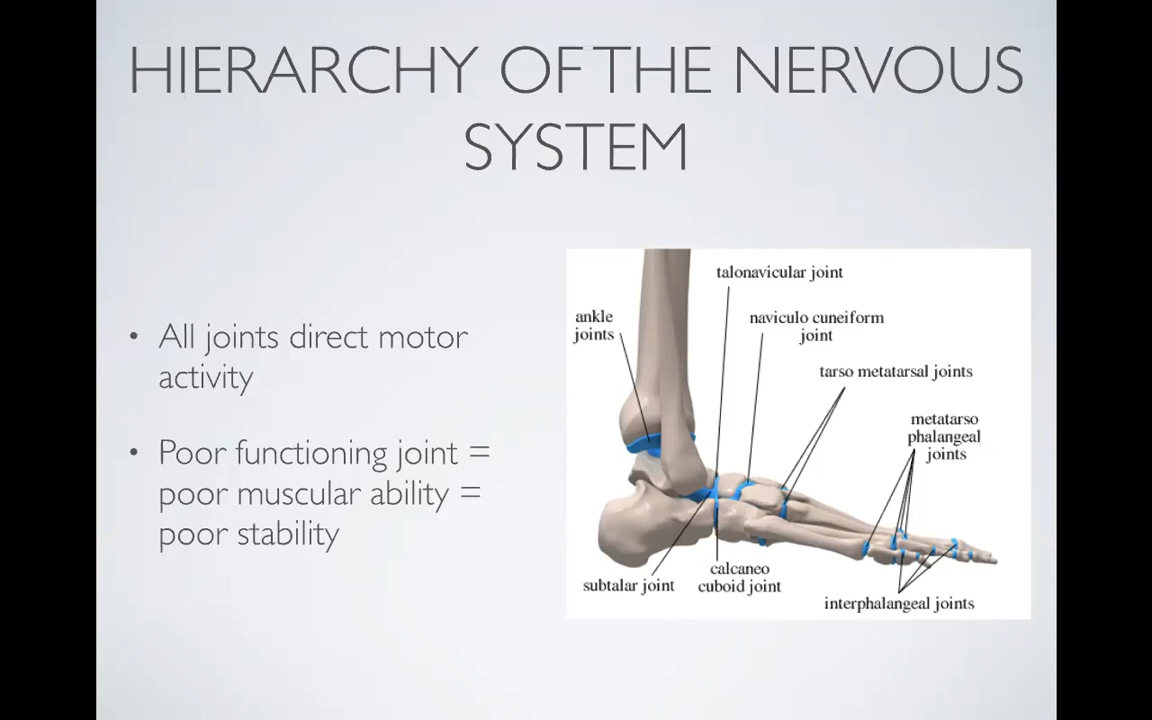 HIERARCHY OF THE NERVOUS
SYSTEM
• All joints direct motor
activity
• Poor functioning joint =
poor muscular ability =
poor stability
talonavicular joint
ankle
joints
naviculo cuneiform
joint
tarso metatarsal joints
metatarso
phalangeal
joints
subtalar joint
calcaneo
cuboid joint
interphalangeal joints